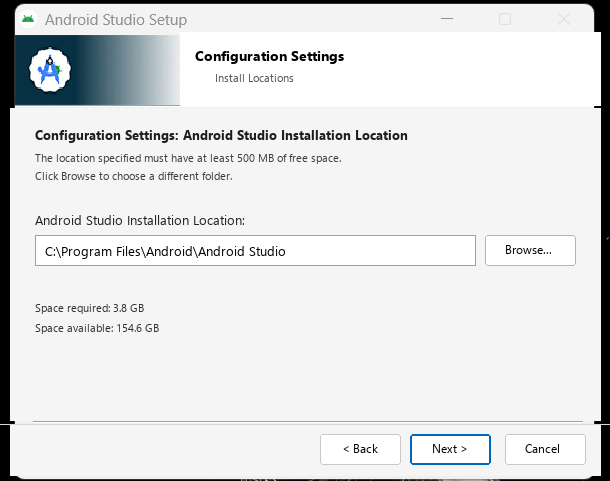 Android Studio Setup
Configuration Settings
Install Locations
Configuration Settings: Android Studio Installation Location
The location specified must have at least 500 MB of free space.
Click Browse to choose a different folder.
Android Studio Installation Location:
C:\Program Files\Android\Android Studio
Browse...
Space required: 3.8 GB
Space available: 154.6 GB
< Back
Next >
Cancel